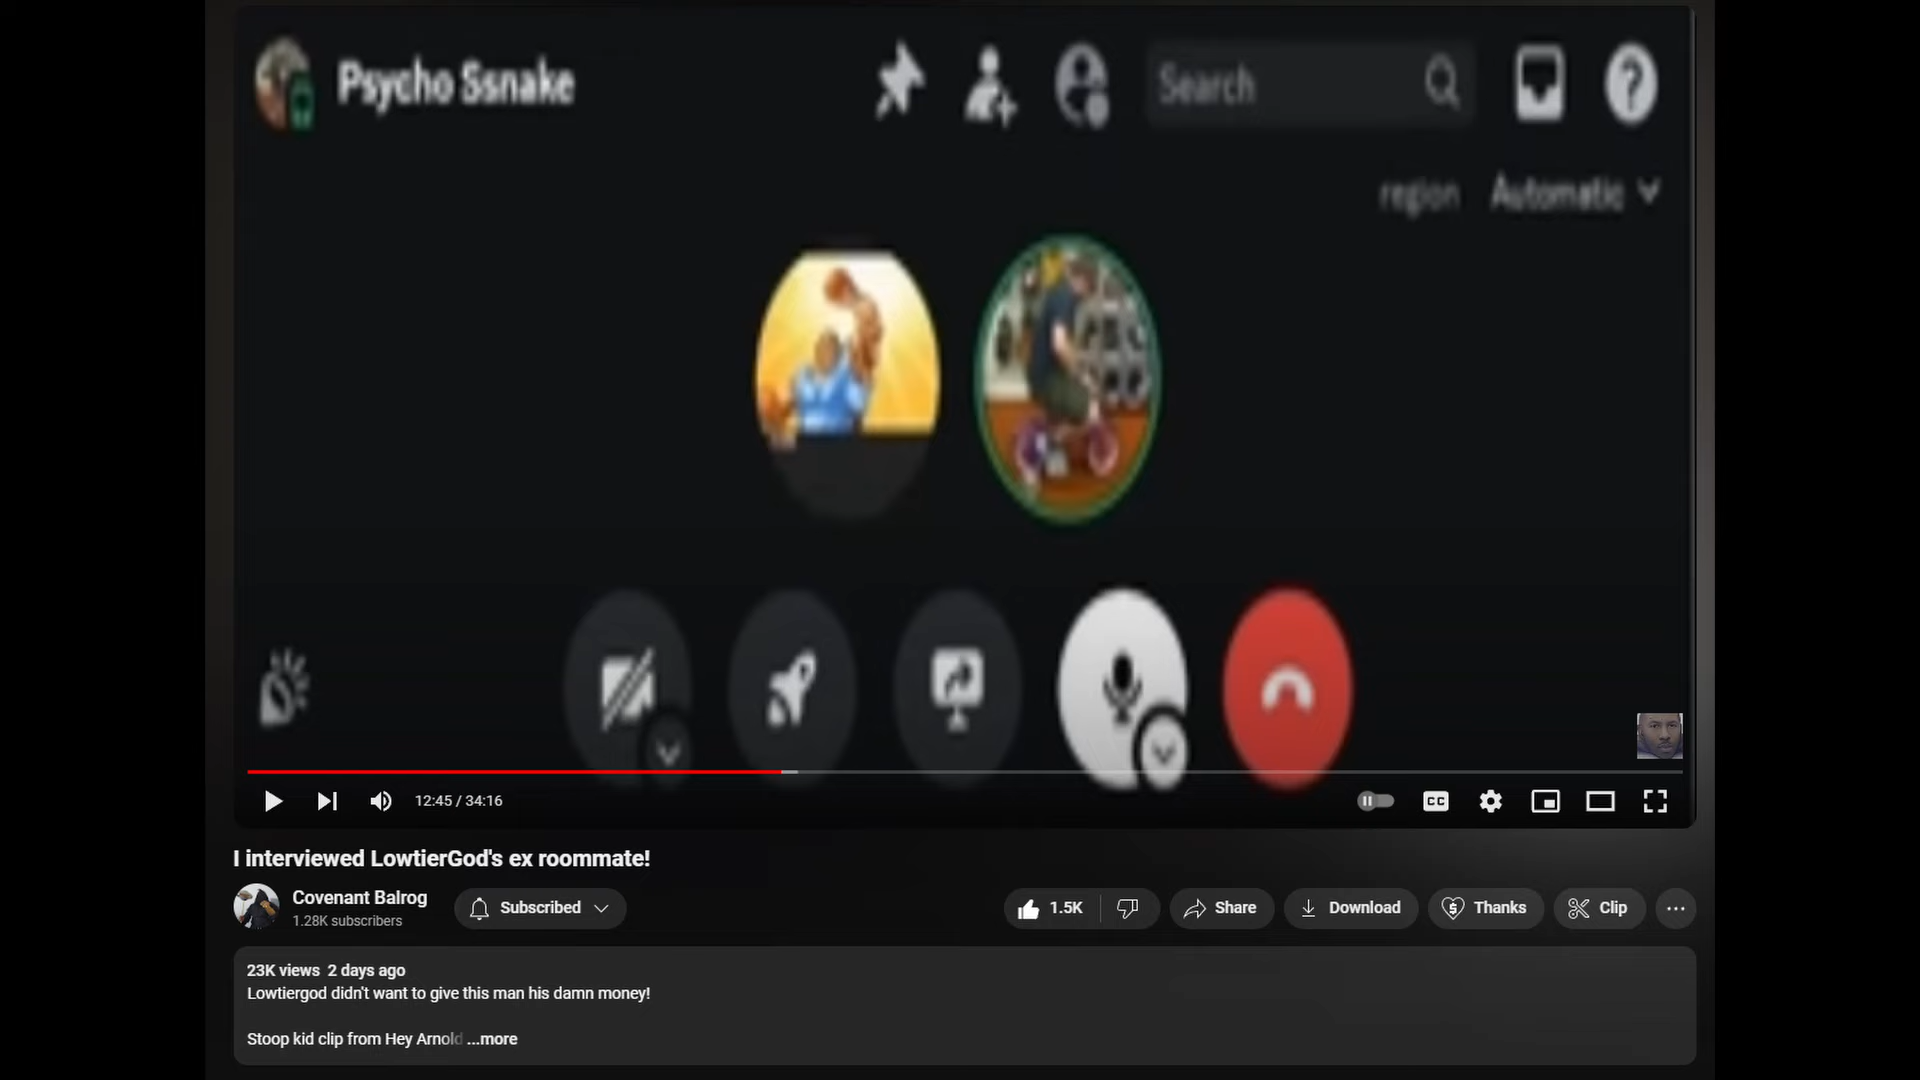 Psycho Ssnake
Search
region Automatic
12:45 / 34:16
CC
I interviewed LowtierGod's ex roommate!
Covenant Balrog
1.28K subscribers
Subscribed
1.5K
Share
Download
Thanks
Clip
23K views 2 days ago
Lowtiergod didn't want to give this man his damn money!
Stoop kid clip from Hey Arnold ...more